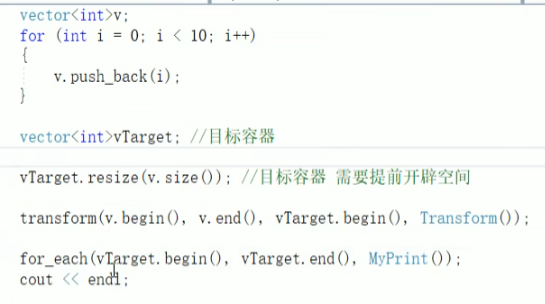 vector<int>v;
for (int i = 0; i < 10; i++)
{
v.push_back(i);
}
vector<int>vTarget; //目标容器
vTarget.resize(v.size()); //目标容器 需要提前开辟空间
transform(v.begin(), v.end(), vTarget.begin(), Transform());
for_each(vTarget.begin(), vTarget.end(), MyPrint());
cout << endl;